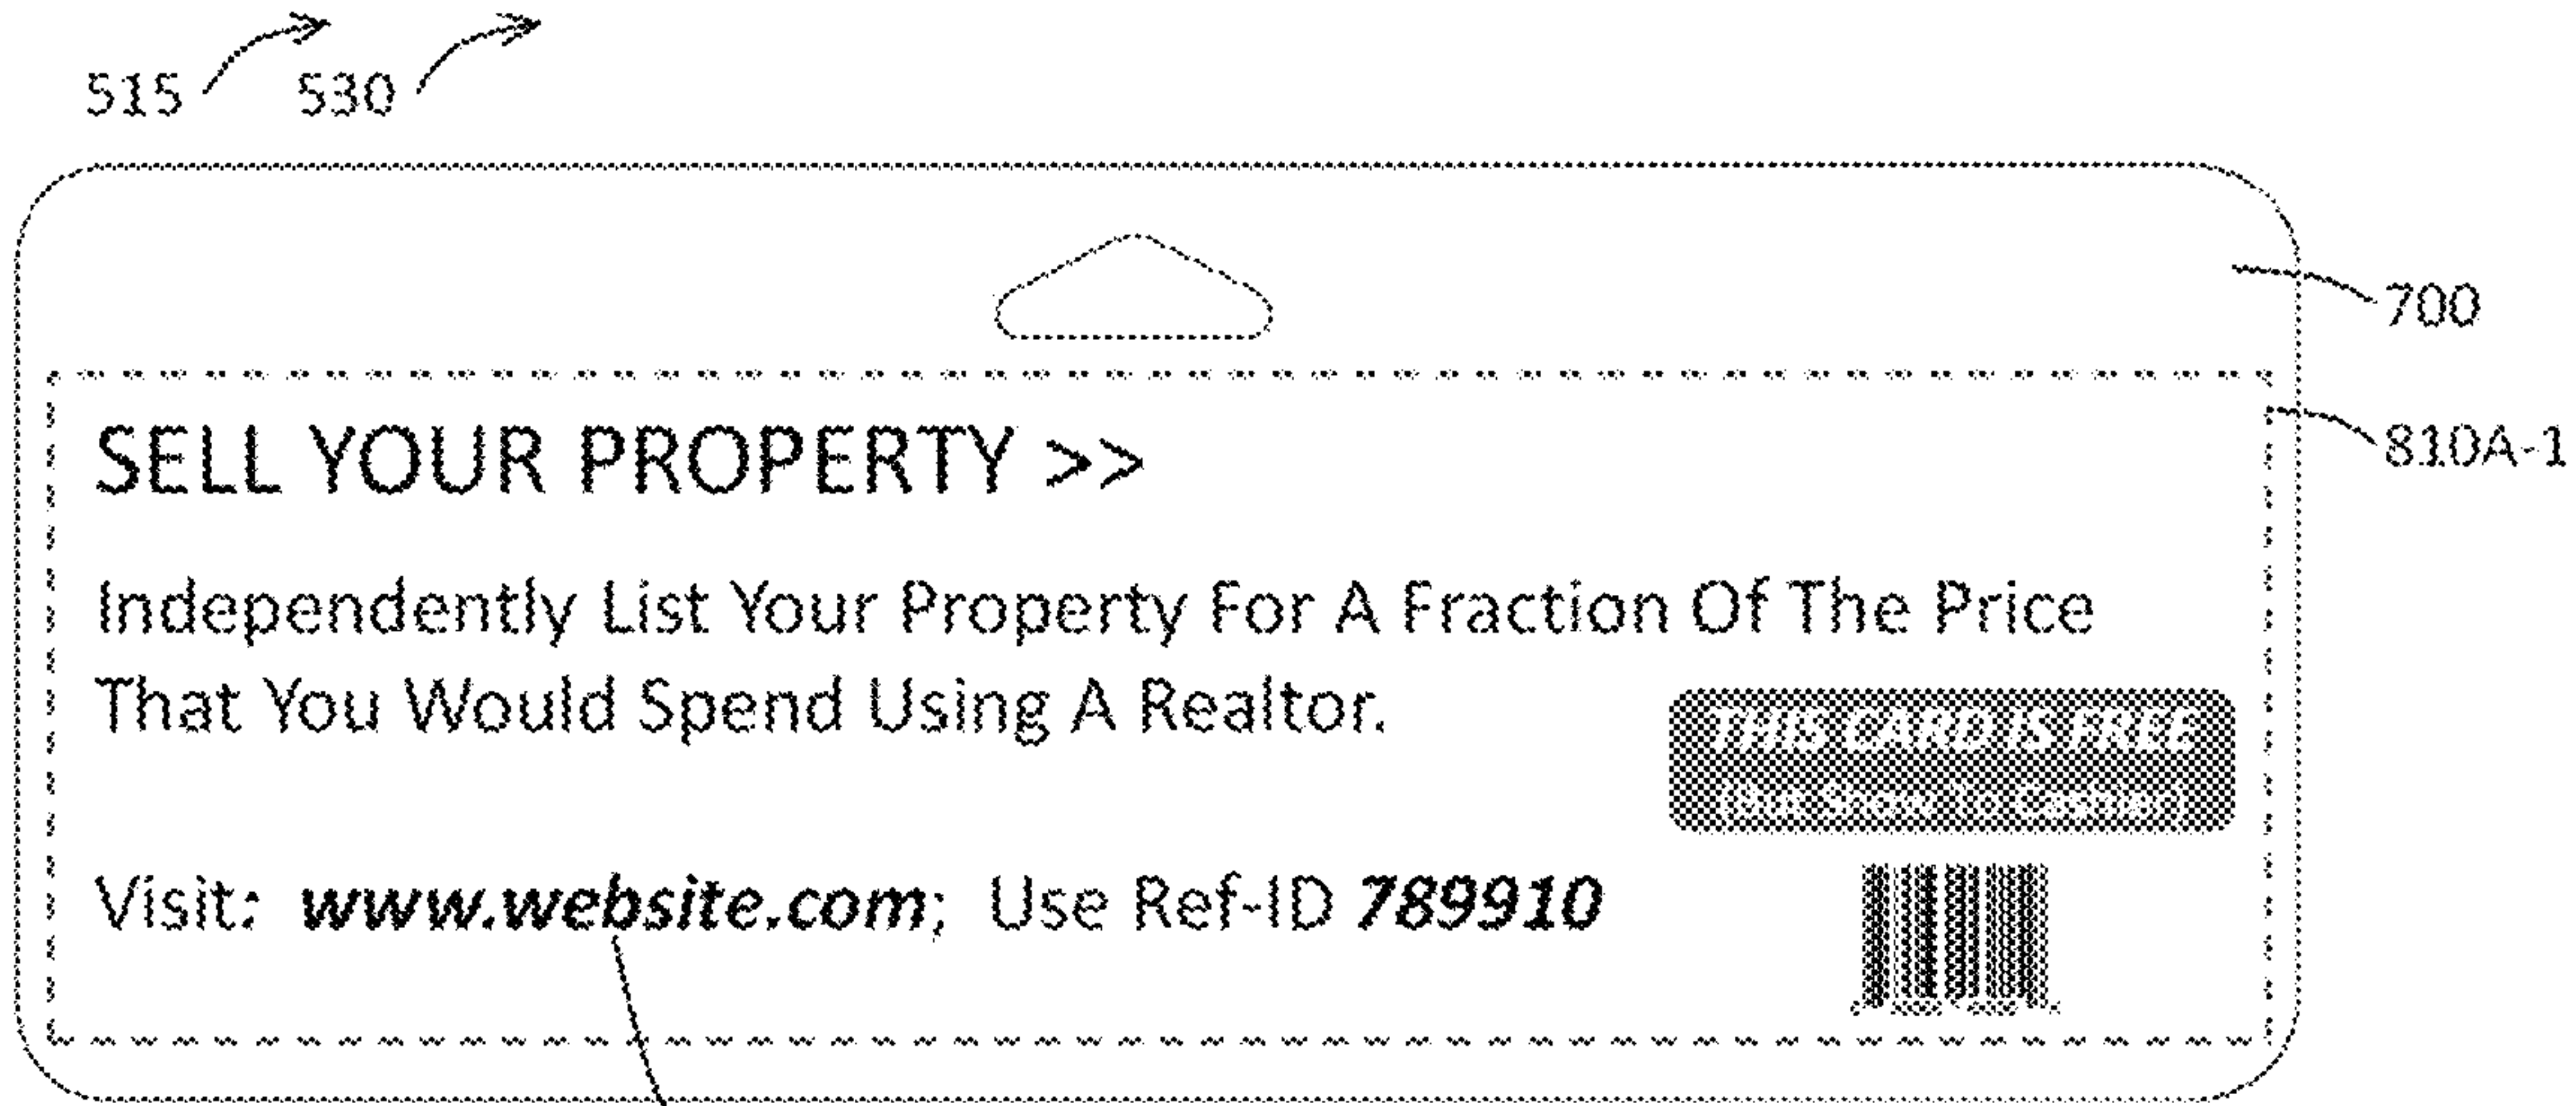 515 530
700
810A-1
SELL YOUR PROPERTY >>
Independently List Your Property For A Fraction Of The Price
That You Would Spend Using A Realtor.
THIS CARD IS FREE
Visit: www.website.com; Use Ref-ID 789910